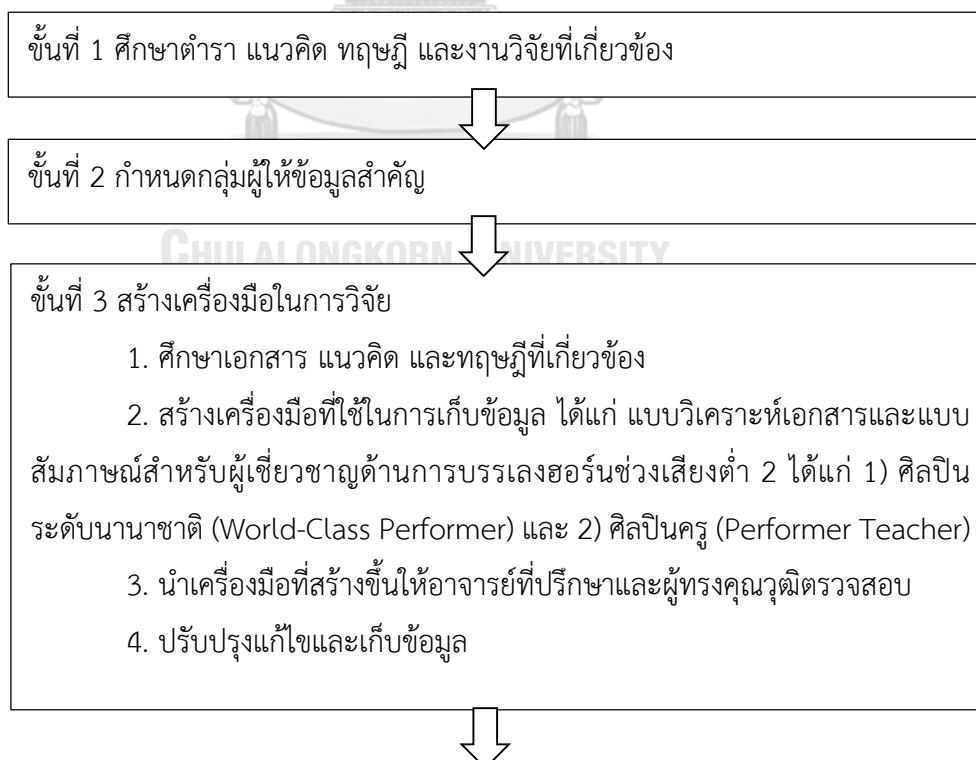 ขั้นที่ 1 ศึกษาตำรา แนวคิด ทฤษฎี และงานวิจัยที่เกี่ยวข้อง
ขั้นที่ 2 กำหนดกลุ่มผู้ให้ข้อมูลสำคัญ
CHULALONGKORN UNIVERSITY
ขั้นที่ 3 สร้างเครื่องมือในการวิจัย
1. ศึกษาเอกสาร แนวคิด และทฤษฎีที่เกี่ยวข้อง
2. สร้างเครื่องมือที่ใช้ในการเก็บข้อมูล ได้แก่ แบบวิเคราะห์เอกสารและแบบ
สัมภาษณ์สำหรับผู้เชี่ยวชาญด้านการบรรเลงฮอร์นช่วงเสียงต่ำ 2 ได้แก่ 1) ศิลปิน
ระดับนานาชาติ (World-Class Performer) และ 2) ศิลปินครู (Performer Teacher)
3. นำเครื่องมือที่สร้างขึ้นให้อาจารย์ที่ปรึกษาและผู้ทรงคุณวุฒิตรวจสอบ
4. ปรับปรุงแก้ไขและเก็บข้อมูล